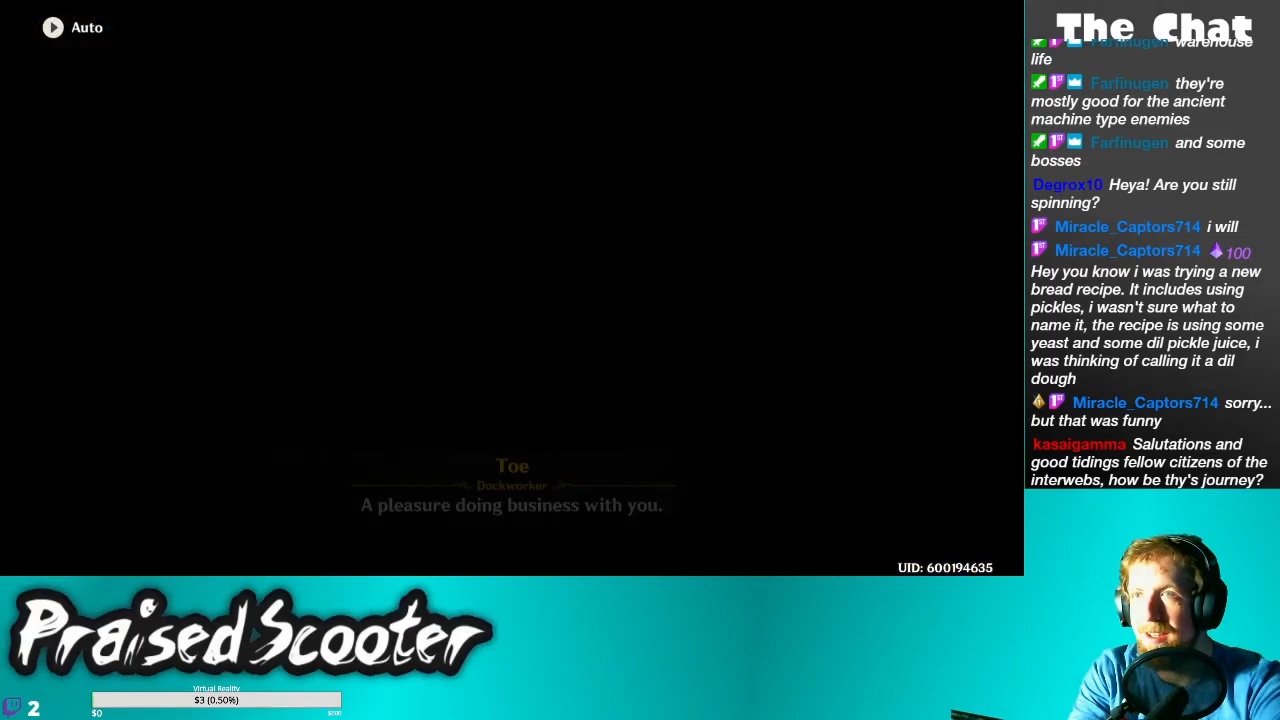 Auto
The Chat
Farfinugen warehouse
life
Farfinugen they're
mostly good for the ancient
machine type enemies
Farfinugen and some
bosses
Degrox10 Heya! Are you still
spinning?
1ST Miracle_Captors714 i will
1ST Miracle_Captors714 100
Hey you know i was trying a new
bread recipe. It includes using
pickles, i wasn't sure what to
name it, the recipe is using some
yeast and some dil pickle juice, i
was thinking of calling it a dil
dough
1ST Miracle_Captors714 sorry...
but that was funny
kasaigamma Salutations and
good tidings fellow citizens of the
interwebs, how be thy's journey?
Toe
Dockworker
A pleasure doing business with you.
UID: 600194635
PraisedScooter
Virtual Reality
$3 (0.50%)
2
$0